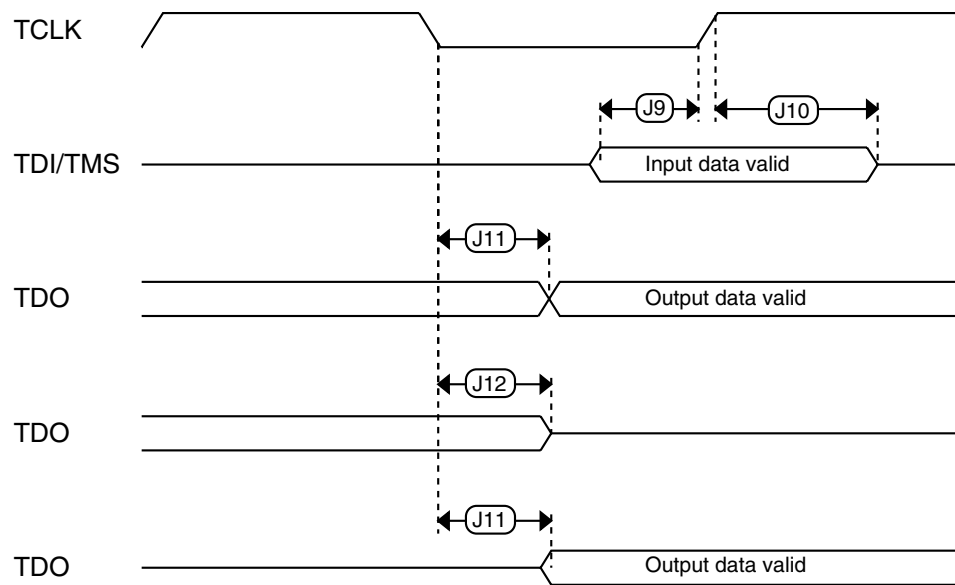 TCLK
J9
J10
TDI/TMS
Input data valid
J11
TDO
Output data valid
J12
TDO
J11
TDO
Output data valid